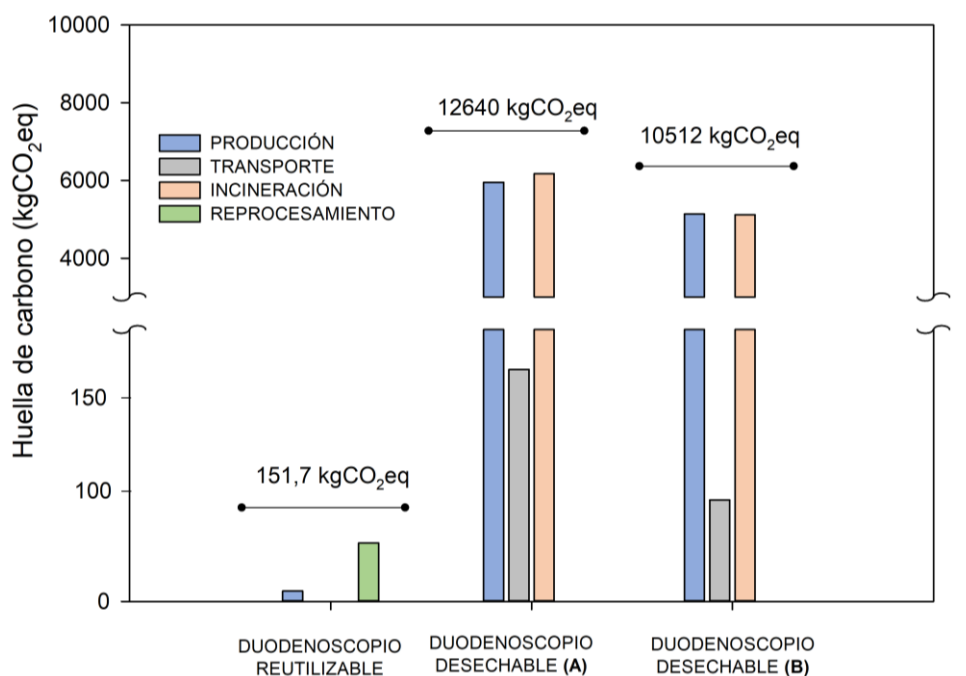 Huella de carbono (kgCO₂eq)
10000
8000
6000
4000
150
100
0
PRODUCCIÓN
TRANSPORTE
INCINERACIÓN
REPROCESAMIENTO
151,7 kgCO₂eq
12640 kgCO₂eq
10512 kgCO₂eq
DUODENOSCOPIO
REUTILIZABLE
DUODENOSCOPIO
DESECHABLE (A)
DUODENOSCOPIO
DESECHABLE (B)